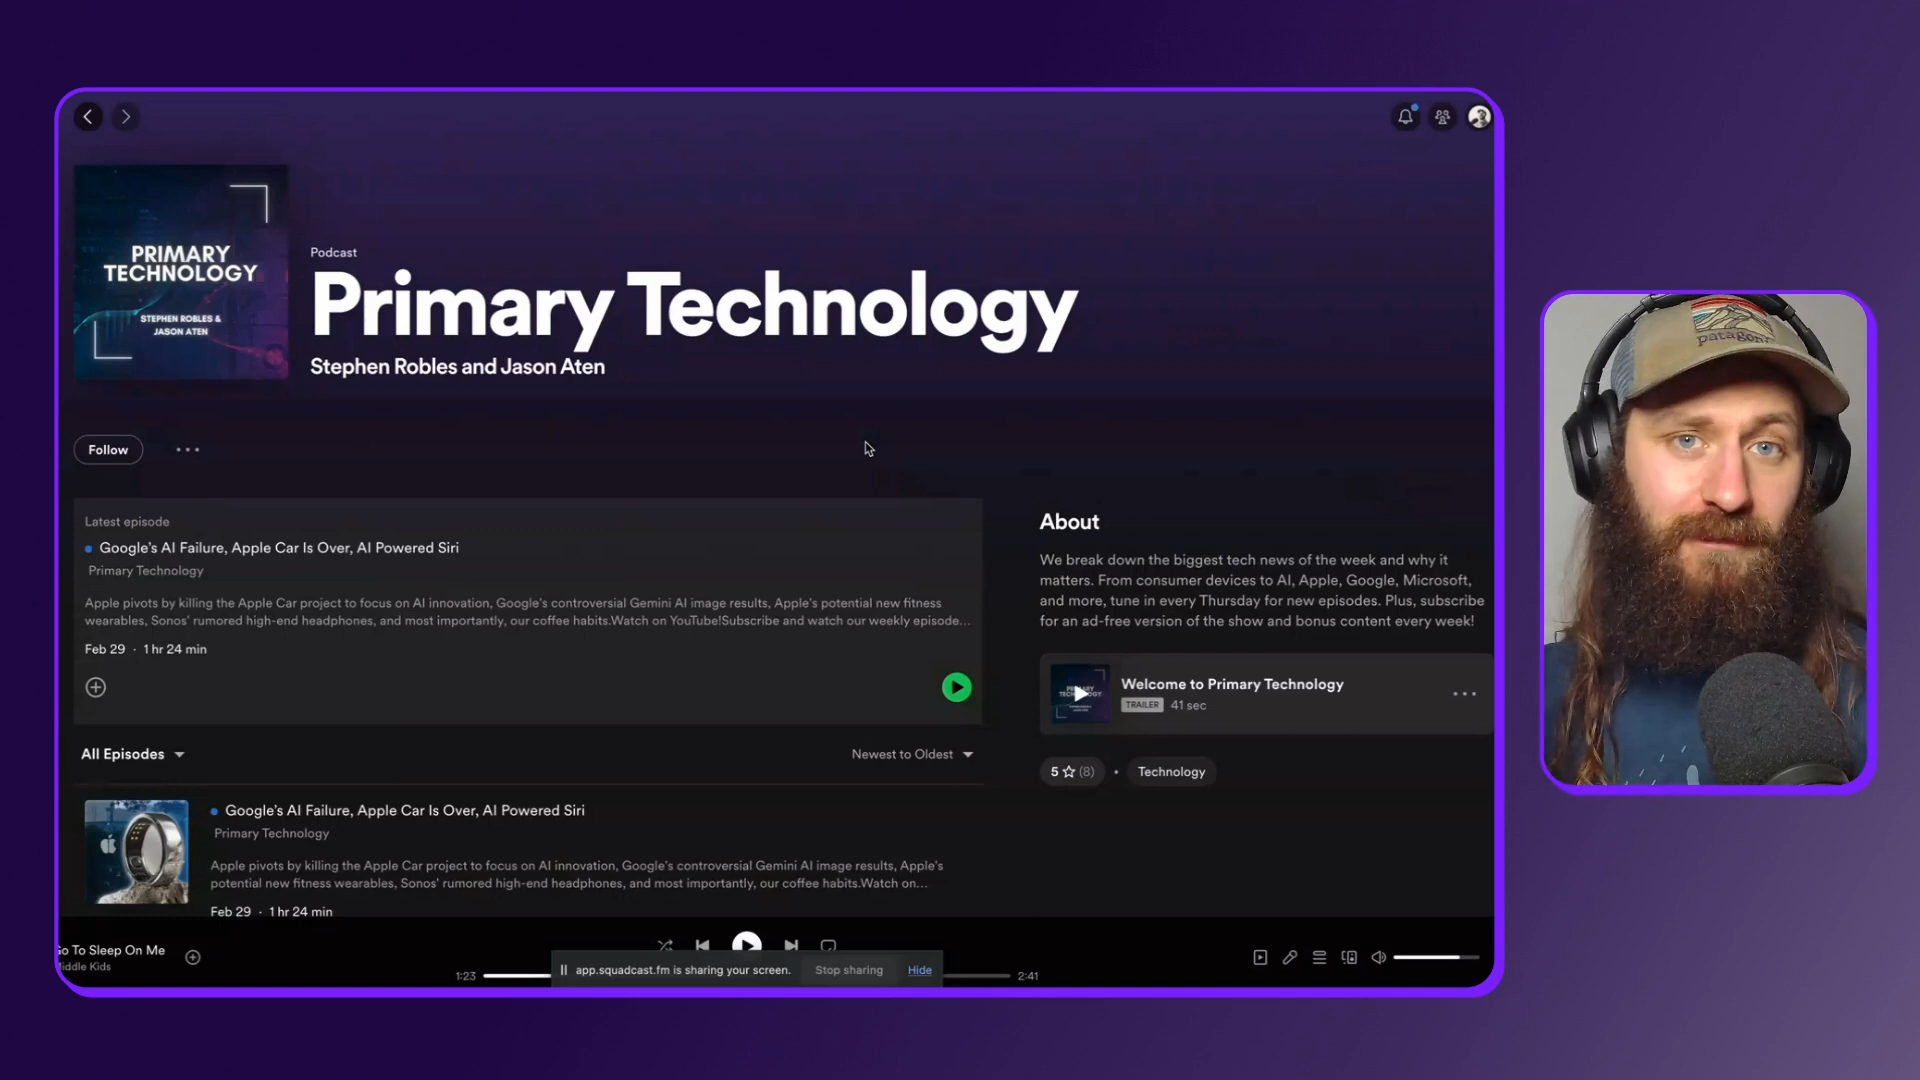 PRIMARY
TECHNOLOGY
STEPHEN ROBLES &
JASON ATEN
Podcast
Primary Technology
Stephen Robles and Jason Aten
Follow
Latest episode
Google's AI Failure, Apple Car Is Over, AI Powered Siri
Primary Technology
Apple pivots by killing the Apple Car project to focus on AI innovation, Google's controversial Gemini AI image results, Apple's potential new fitness
wearables, Sonos' rumored high-end headphones, and most importantly, our coffee habits.Watch on YouTube!Subscribe and watch our weekly episode...
Feb 29 · 1 hr 24 min
About
We break down the biggest tech news of the week and why it
matters. From consumer devices to AI, Apple, Google, Microsoft,
and more, tune in every Thursday for new episodes. Plus, subscribe
for an ad-free version of the show and bonus content every week!
Welcome to Primary Technology
TRAILER 41 sec
5 (8) • Technology
All Episodes
Newest to Oldest
Google's AI Failure, Apple Car Is Over, AI Powered Siri
Primary Technology
Apple pivots by killing the Apple Car project to focus on AI innovation, Google's controversial Gemini AI image results, Apple's
potential new fitness wearables, Sonos' rumored high-end headphones, and most importantly, our coffee habits.Watch on...
Feb 29 · 1 hr 24 min
Go To Sleep On Me
Middle Kids
1:23
2:41
app.squadcast.fm is sharing your screen.
Stop sharing
Hide
patagonia